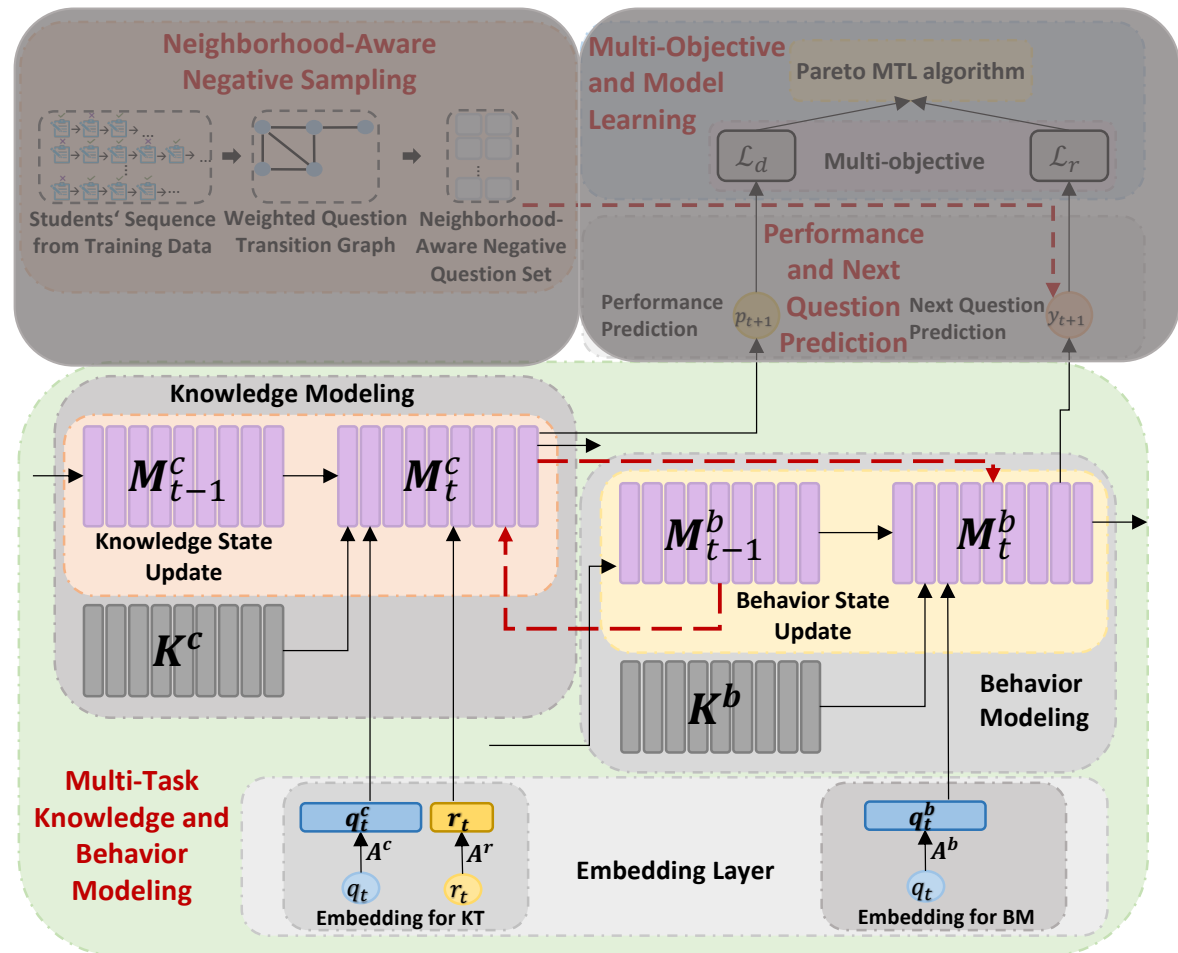 Neighborhood-Aware
Negative Sampling
Students‘ Sequence
from Training Data
Weighted Question
Transition Graph
Neighborhood-
Aware Negative
Question Set
Multi-Objective
and Model
Learning
Pareto MTL algorithm
ℒ_d
Multi-objective
ℒ_r
Performance
and Next
Question
Prediction
Performance
Prediction
p_{t+1}
Next Question
Prediction
y_{t+1}
Knowledge Modeling
M^c_{t−1}
M^c_t
Knowledge State
Update
K^c
M^b_{t−1}
M^b_t
Behavior State
Update
K^b
Behavior
Modeling
Multi-Task
Knowledge and
Behavior
Modeling
q^c_t
r_t
A^c
A^r
q_t
r_t
Embedding for KT
Embedding Layer
q^b_t
A^b
q_t
Embedding for BM